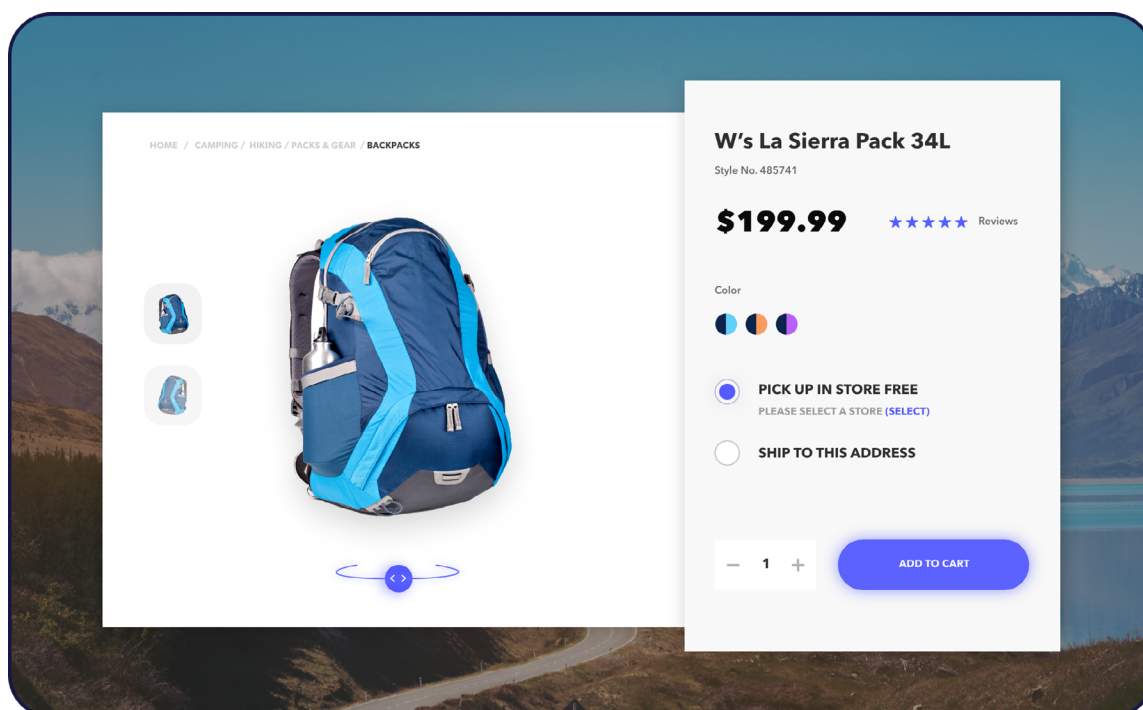 HOME / CAMPING / HIKING / PACKS & GEAR / BACKPACKS
W’s La Sierra Pack 34L
Style No. 485741
$199.99
Reviews
Color
PICK UP IN STORE FREE
PLEASE SELECT A STORE (SELECT)
SHIP TO THIS ADDRESS
1
ADD TO CART